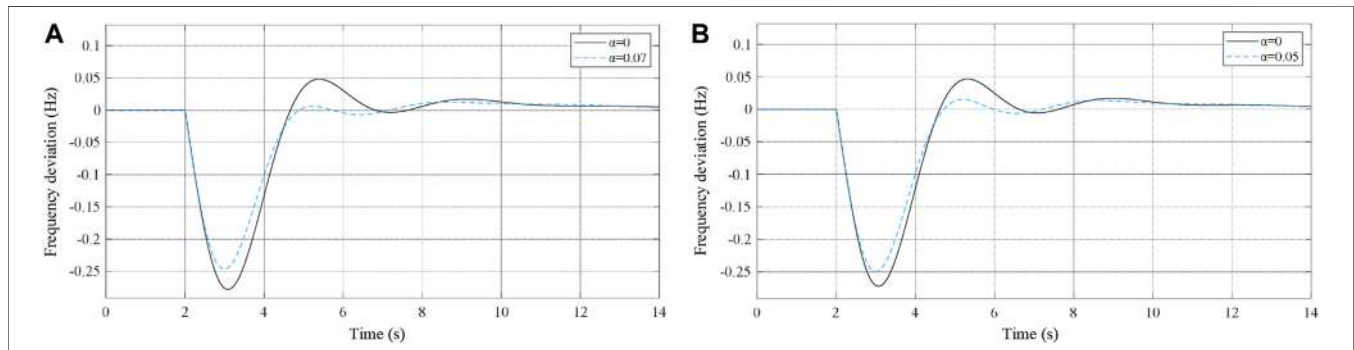 A
Frequency deviation (Hz)
0.1
0.05
0
-0.05
-0.1
-0.15
-0.2
-0.25
α=0
α=0.07
0 2 4 6 8 10 12 14
Time (s)
B
Frequency deviation (Hz)
0.1
0.05
0
-0.05
-0.1
-0.15
-0.2
-0.25
α=0
α=0.05
0 2 4 6 8 10 12 14
Time (s)